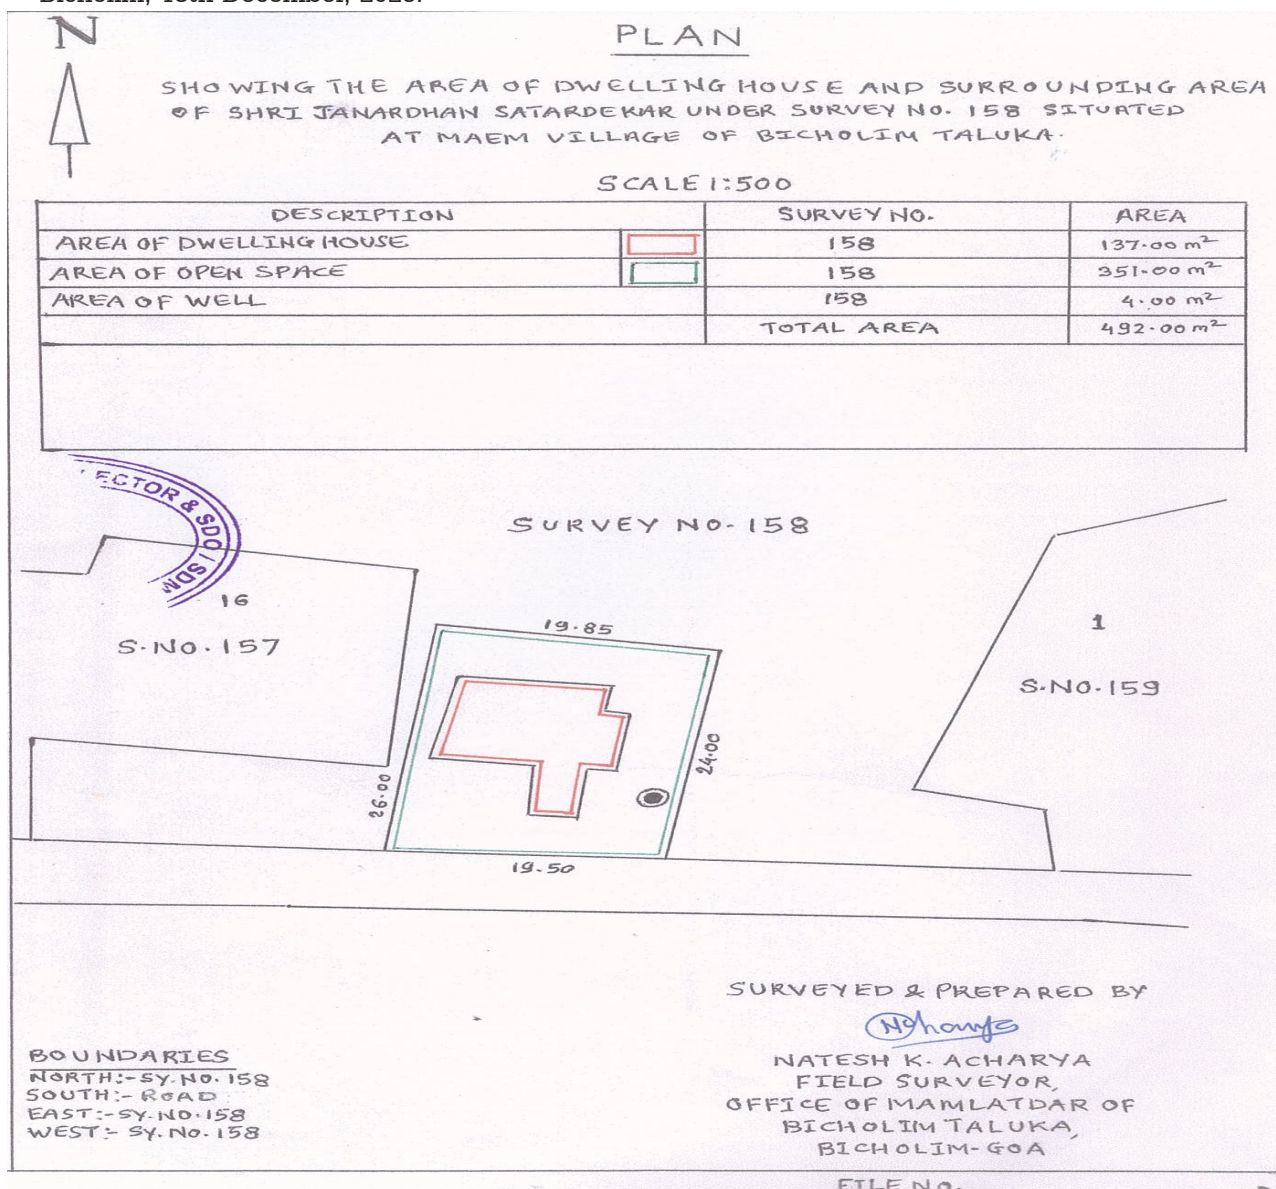 PLAN
N
SHOWING THE AREA OF DWELLING HOUSE AND SURROUNDING AREA
OF SHRI JANARDHAN SATARDEKAR UNDER SURVEY NO. 158 SITUATED
AT MAEM VILLAGE OF BICHOLIM TALUKA.
SCALE 1:500
DESCRIPTION SURVEY NO. AREA
AREA OF DWELLING HOUSE 158 137.00 m²
AREA OF OPEN SPACE 158 351.00 m²
AREA OF WELL 158 4.00 m²
TOTAL AREA 492.00 m²
ECTOR & SDO / SDM
SURVEY NO-158
16
S.NO.157
1
S.NO.159
19.85
24.00
26.00
19.50
SURVEYED & PREPARED BY
NATESH K. ACHARYA
FIELD SURVEYOR,
OFFICE OF MAMLATDAR OF
BICHOLIM TALUKA,
BICHOLIM-GOA
BOUNDARIES
NORTH:-SY.NO.158
SOUTH:- ROAD
EAST:-SY.NO.158
WEST:- SY.NO.158
FILE NO.